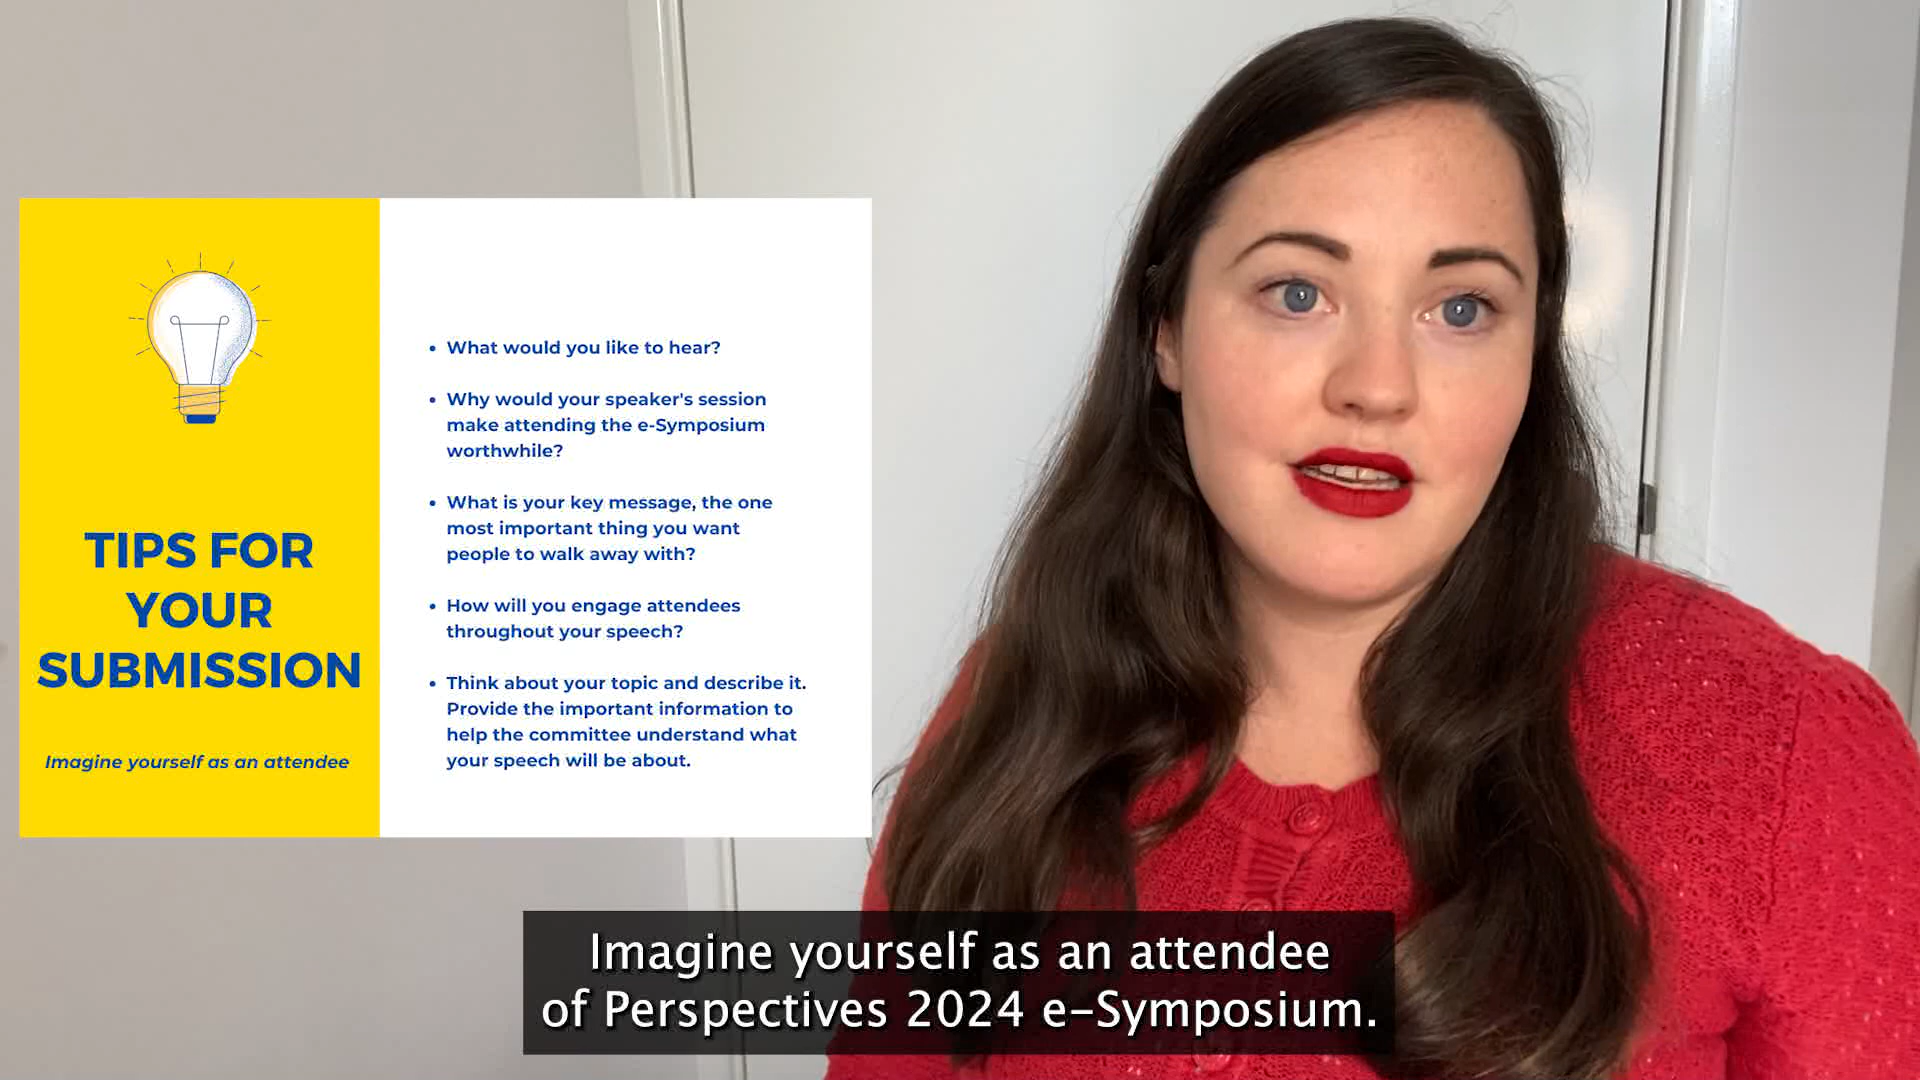 TIPS FOR
YOUR
SUBMISSION
Imagine yourself as an attendee
• What would you like to hear?
• Why would your speaker's session
make attending the e-Symposium
worthwhile?
• What is your key message, the one
most important thing you want
people to walk away with?
• How will you engage attendees
throughout your speech?
• Think about your topic and describe it.
Provide the important information to
help the committee understand what
your speech will be about.
Imagine yourself as an attendee
of Perspectives 2024 e-Symposium.